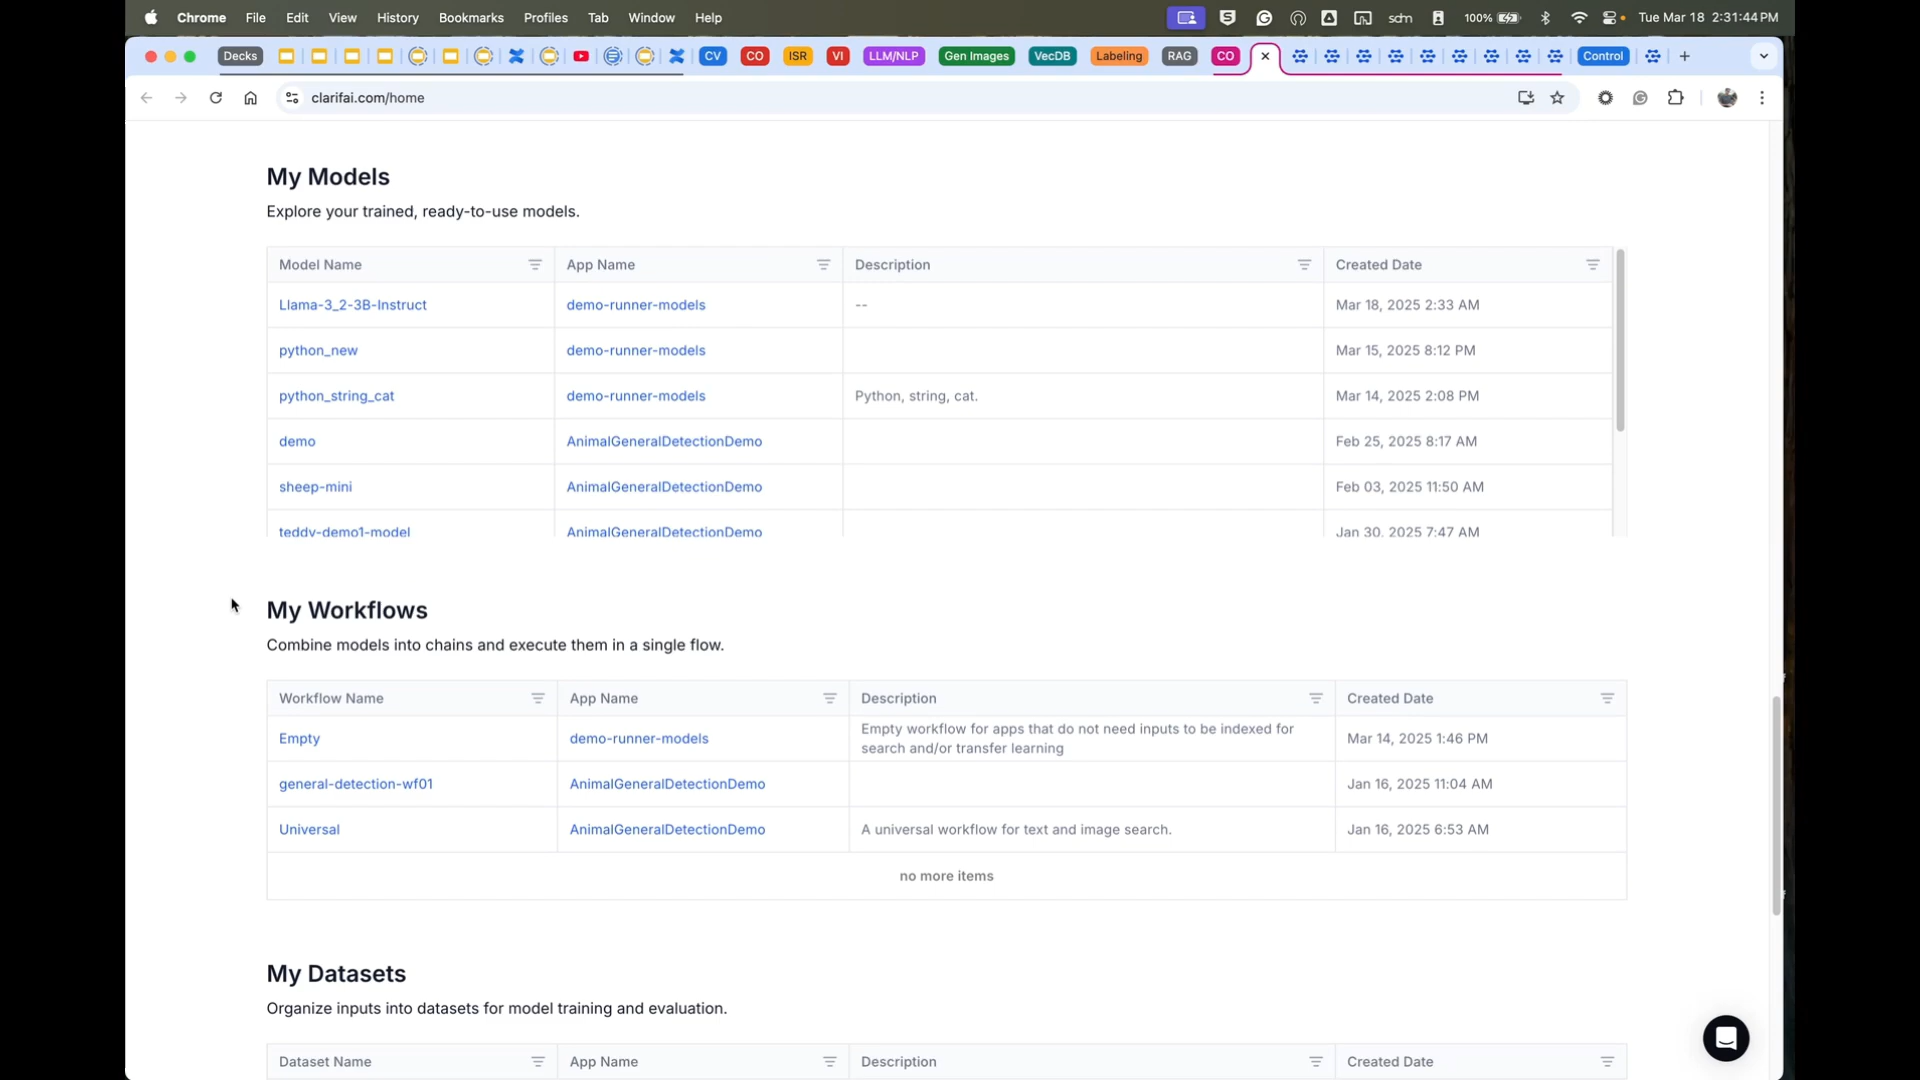 Chrome File Edit View History Bookmarks Profiles Tab Window Help 100% Tue Mar 18 2:31:44 PM
Decks CV CO ISR VI LLM/NLP Gen Images VecDB Labeling RAG CO Control
clarifai.com/home
My Models
Explore your trained, ready-to-use models.
Model Name App Name Description Created Date
Llama-3_2-3B-Instruct demo-runner-models -- Mar 18, 2025 2:33 AM
python_new demo-runner-models Mar 15, 2025 8:12 PM
python_string_cat demo-runner-models Python, string, cat. Mar 14, 2025 2:08 PM
demo AnimalGeneralDetectionDemo Feb 25, 2025 8:17 AM
sheep-mini AnimalGeneralDetectionDemo Feb 03, 2025 11:50 AM
teddy-demo1-model AnimalGeneralDetectionDemo Jan 30, 2025 7:47 AM
My Workflows
Combine models into chains and execute them in a single flow.
Workflow Name App Name Description Created Date
Empty demo-runner-models Empty workflow for apps that do not need inputs to be indexed for Mar 14, 2025 1:46 PM
search and/or transfer learning
general-detection-wf01 AnimalGeneralDetectionDemo Jan 16, 2025 11:04 AM
Universal AnimalGeneralDetectionDemo A universal workflow for text and image search. Jan 16, 2025 6:53 AM
no more items
My Datasets
Organize inputs into datasets for model training and evaluation.
Dataset Name App Name Description Created Date